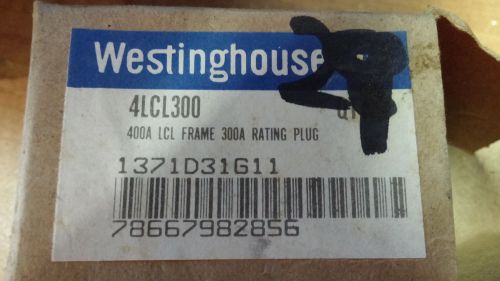 Westinghouse
4LCL300
400A LCL FRAME 300A RATING PLUG
1371D31G11
78667982856